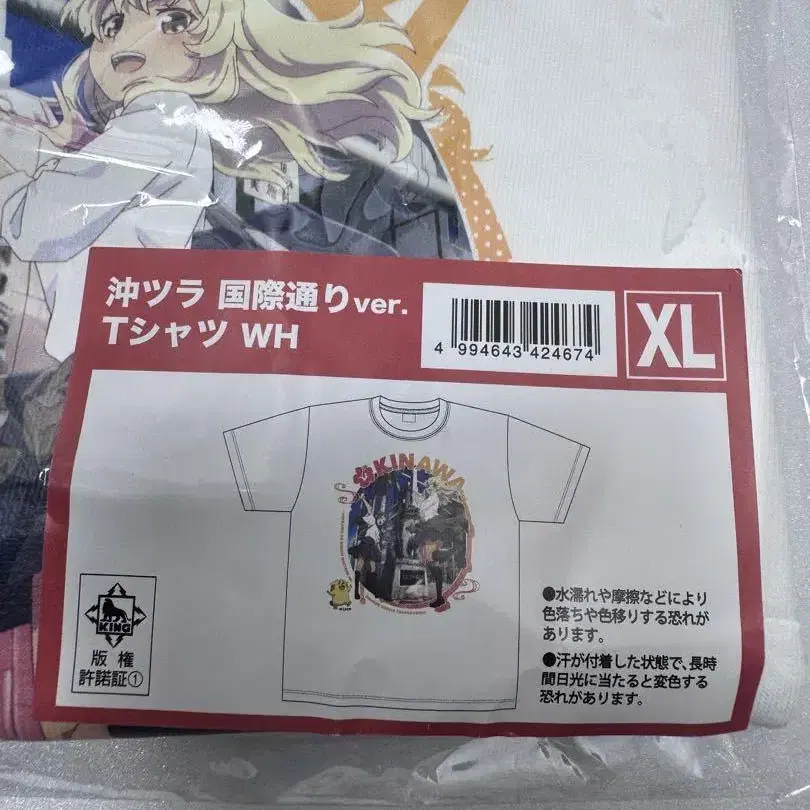 沖ツラ 国際通りver.
Tシャツ WH
4 994643 424674
XL
OKINAWA
KING
版権
許諾証①
●水濡れや摩擦などにより
色落ちや色移りする恐れが
あります。
●汗が付着した状態で、長時
間日光に当たると変色する
恐れがあります。